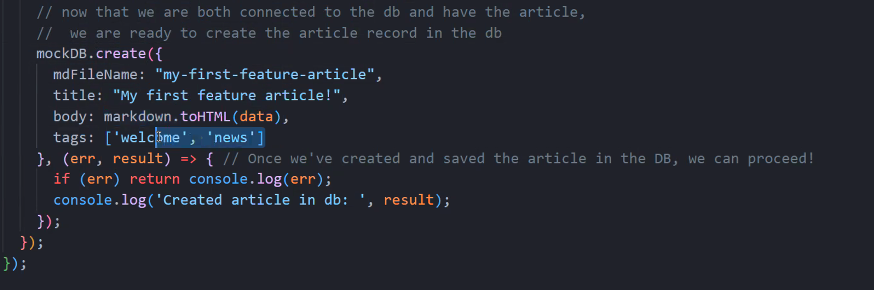 // now that we are both connected to the db and have the article,
//  we are ready to create the article record in the db
mockDB.create({
  mdFileName: "my-first-feature-article",
  title: "My first feature article!",
  body: markdown.toHTML(data),
  tags: ['welcome', 'news']
}, (err, result) => { // Once we've created and saved the article in the DB, we can proceed!
  if (err) return console.log(err);
  console.log('Created article in db: ', result);
});
});
});